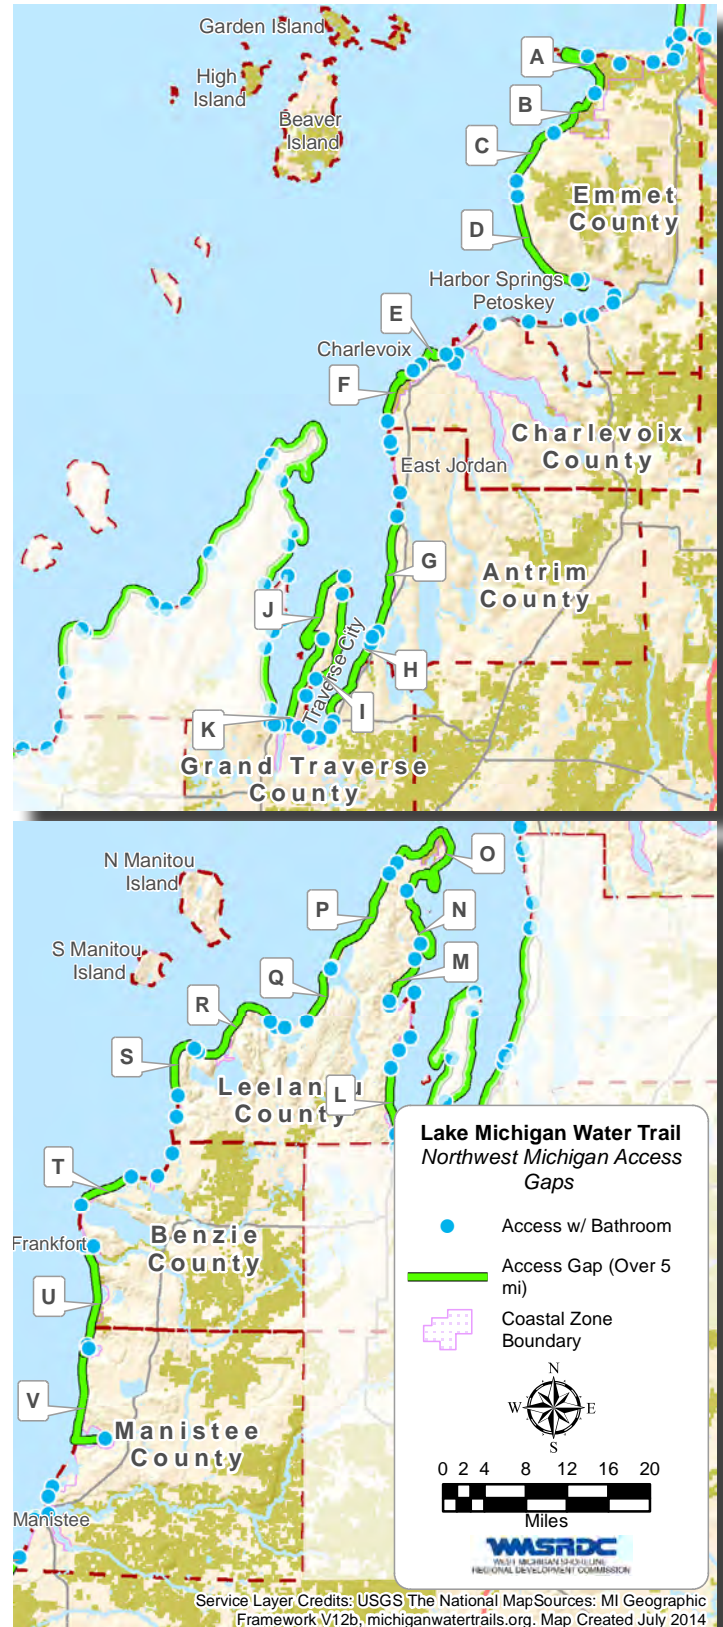 Garden Island
A
High
Island
B
Beaver
Island
C
Emmet
County
D
Harbor Springs
Petoskey
E
Charlevoix
F
Charlevoix
County
East Jordan
G
Antrim
County
J
Traverse City
H
I
K
Grand Traverse
County
N Manitou
Island
O
P
N
S Manitou
Island
M
Q
R
S
Leelanau
County
L
T
Frankfort
Benzie
County
U
V
Manistee
County
Manistee
Lake Michigan Water Trail
Northwest Michigan Access
Gaps
Access w/ Bathroom
Access Gap (Over 5
mi)
Coastal Zone
Boundary
N
W E
S
0 2 4 8 12 16 20
Miles
WMSRDC
WEST MICHIGAN SHORELINE
REGIONAL DEVELOPMENT COMMISSION
Service Layer Credits: USGS The National MapSources: MI Geographic
Framework V12b, michiganwatertrails.org. Map Created July 2014